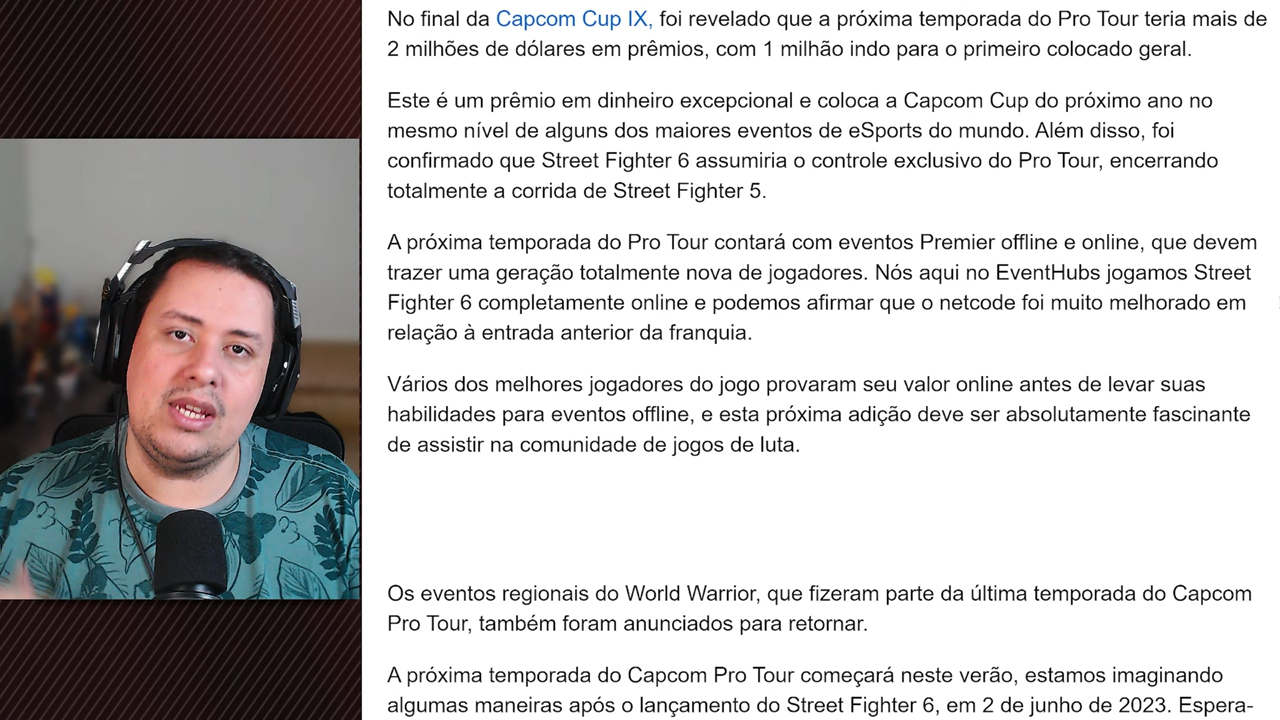 No final da Capcom Cup IX, foi revelado que a próxima temporada do Pro Tour teria mais de
2 milhões de dólares em prêmios, com 1 milhão indo para o primeiro colocado geral.
Este é um prêmio em dinheiro excepcional e coloca a Capcom Cup do próximo ano no
mesmo nível de alguns dos maiores eventos de eSports do mundo. Além disso, foi
confirmado que Street Fighter 6 assumiria o controle exclusivo do Pro Tour, encerrando
totalmente a corrida de Street Fighter 5.
A próxima temporada do Pro Tour contará com eventos Premier offline e online, que devem
trazer uma geração totalmente nova de jogadores. Nós aqui no EventHubs jogamos Street
Fighter 6 completamente online e podemos afirmar que o netcode foi muito melhorado em
relação à entrada anterior da franquia.
Vários dos melhores jogadores do jogo provaram seu valor online antes de levar suas
habilidades para eventos offline, e esta próxima adição deve ser absolutamente fascinante
de assistir na comunidade de jogos de luta.
Os eventos regionais do World Warrior, que fizeram parte da última temporada do Capcom
Pro Tour, também foram anunciados para retornar.
A próxima temporada do Capcom Pro Tour começará neste verão, estamos imaginando
algumas maneiras após o lançamento do Street Fighter 6, em 2 de junho de 2023. Espera-